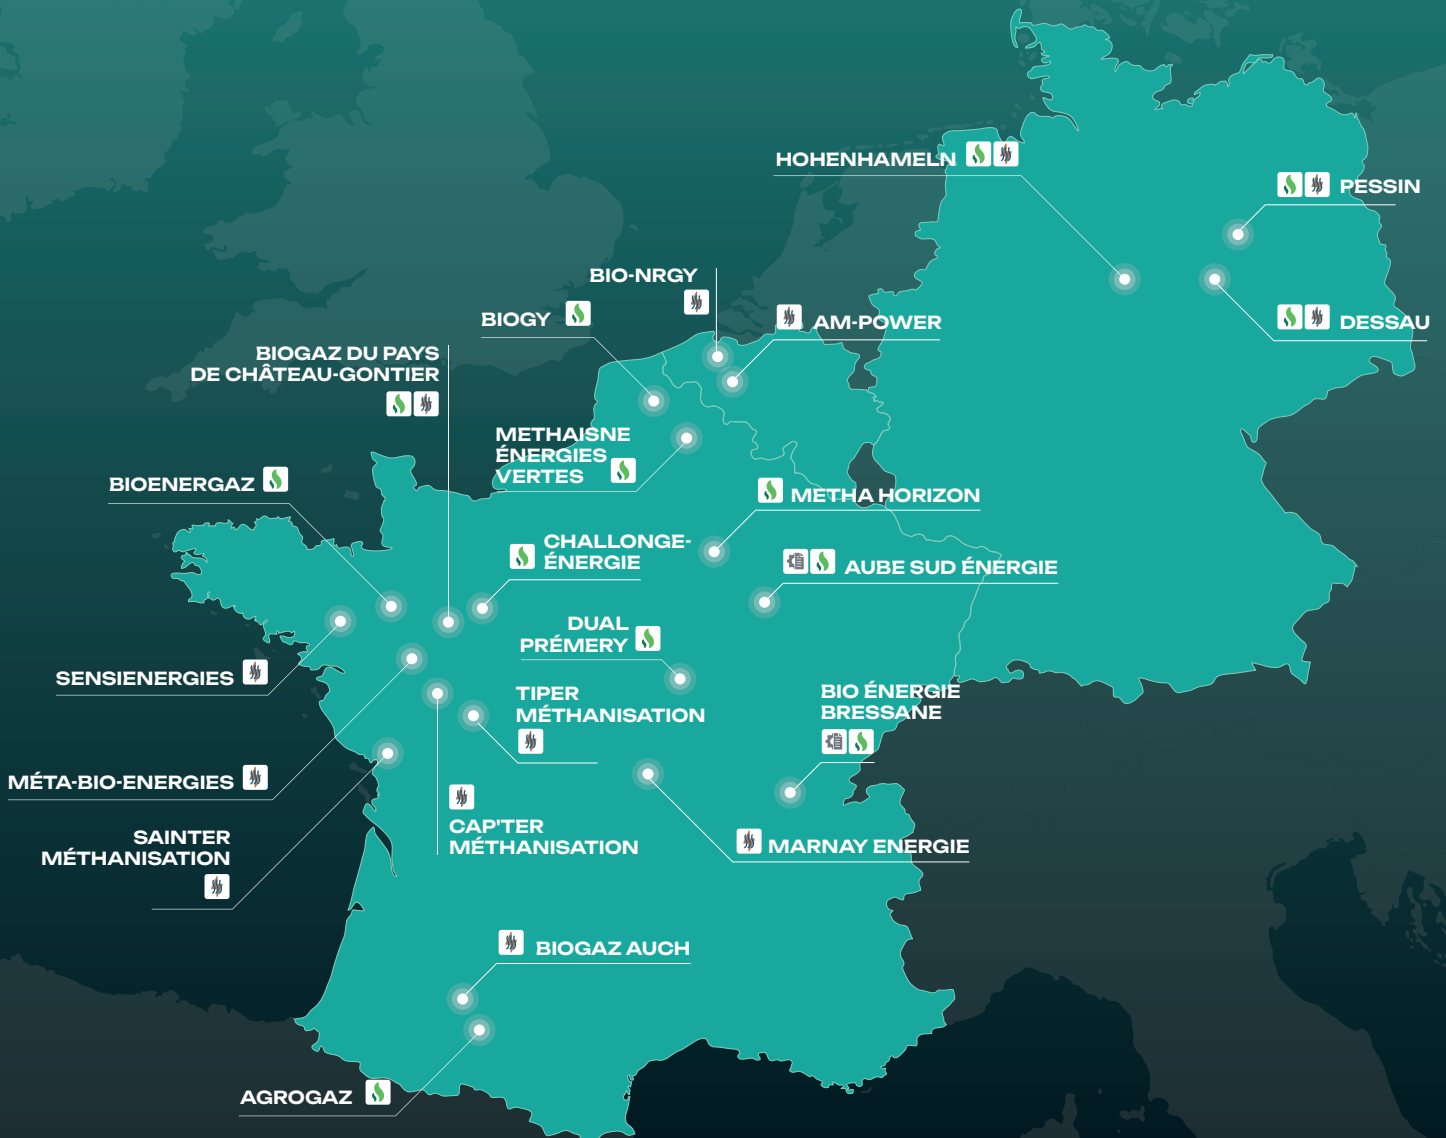 HOHENHAMELN
PESSIN
BIO-NRGY
BIOGY
AM-POWER
DESSAU
BIOGAZ DU PAYS
DE CHÂTEAU-GONTIER
METHAISNE
ÉNERGIES
VERTES
BIOENERGAZ
METHA HORIZON
CHALLONGE-
ÉNERGIE
AUBE SUD ÉNERGIE
DUAL
PRÉMERY
SENSIENERGIES
TIPER
MÉTHANISATION
BIO ÉNERGIE
BRESSANE
MÉTA-BIO-ENERGIES
CAP'TER
MÉTHANISATION
SAINTER
MÉTHANISATION
MARNAY ENERGIE
BIOGAZ AUCH
AGROGAZ